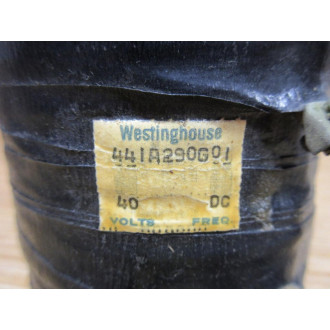 Westinghouse
441A290G01
40 DC
VOLTS FREQ